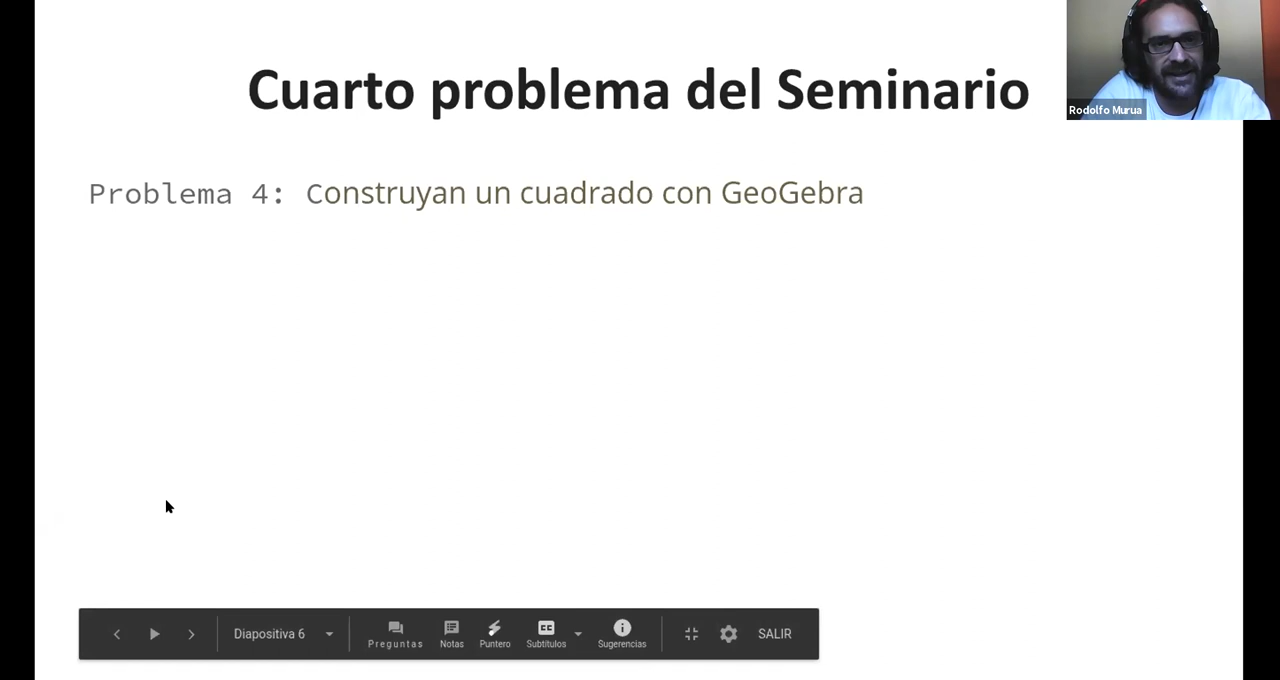 Cuarto problema del Seminario
Rodolfo Murua
Problema 4: Construyan un cuadrado con GeoGebra
Diapositiva 6
Preguntas
Notas
Puntero
CC
Subtítulos
Sugerencias
SALIR